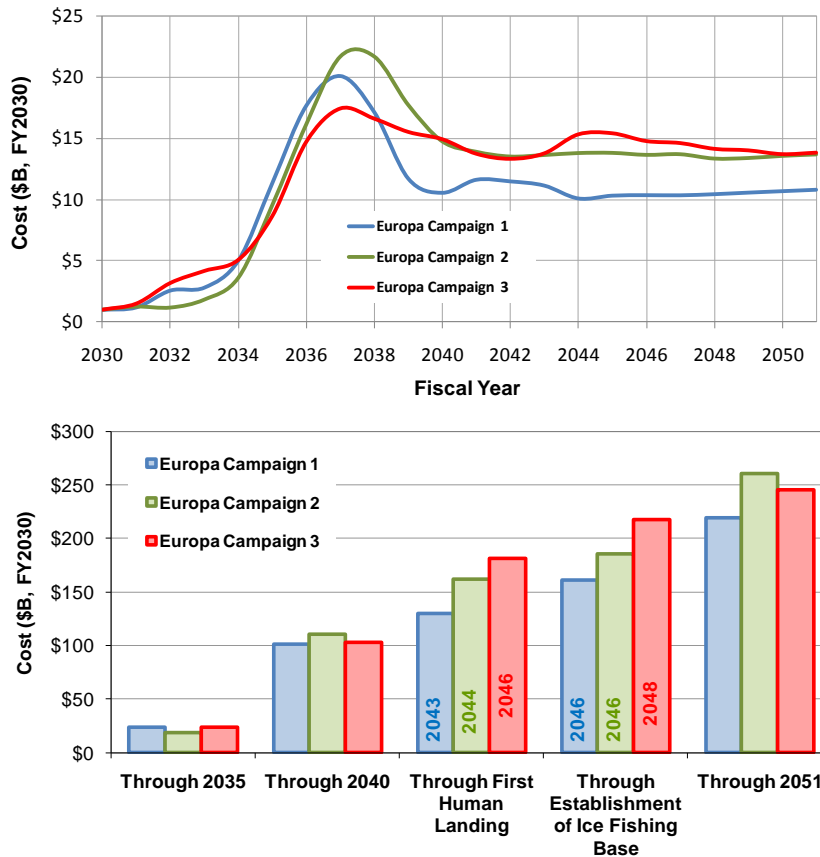 $25
$20
$15
$10
$5
$0
Cost ($B, FY2030)
Europa Campaign 1
Europa Campaign 2
Europa Campaign 3
2030 2032 2034 2036 2038 2040 2042 2044 2046 2048 2050
Fiscal Year
$300
$250
$200
$150
$100
$50
$0
Cost ($B, FY2030)
Europa Campaign 1
Europa Campaign 2
Europa Campaign 3
2043
2044
2046
2046
2046
2048
Through 2035
Through 2040
Through First
Human
Landing
Through
Establishment
of Ice Fishing
Base
Through 2051